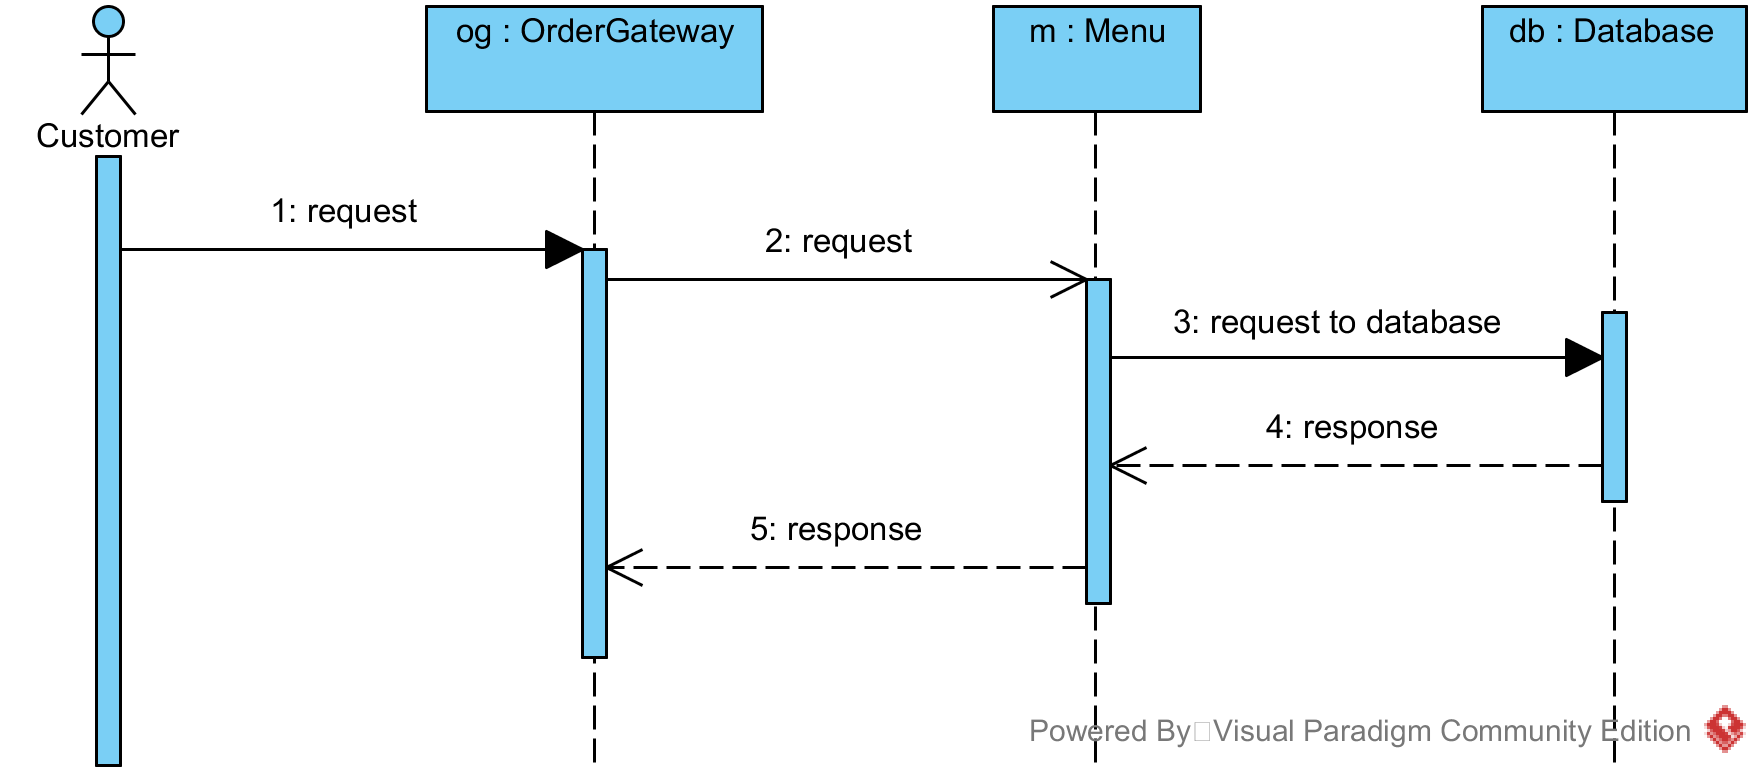 og : OrderGateway
m : Menu
db : Database
Customer
1: request
2: request
3: request to database
4: response
5: response
Powered By Visual Paradigm Community Edition